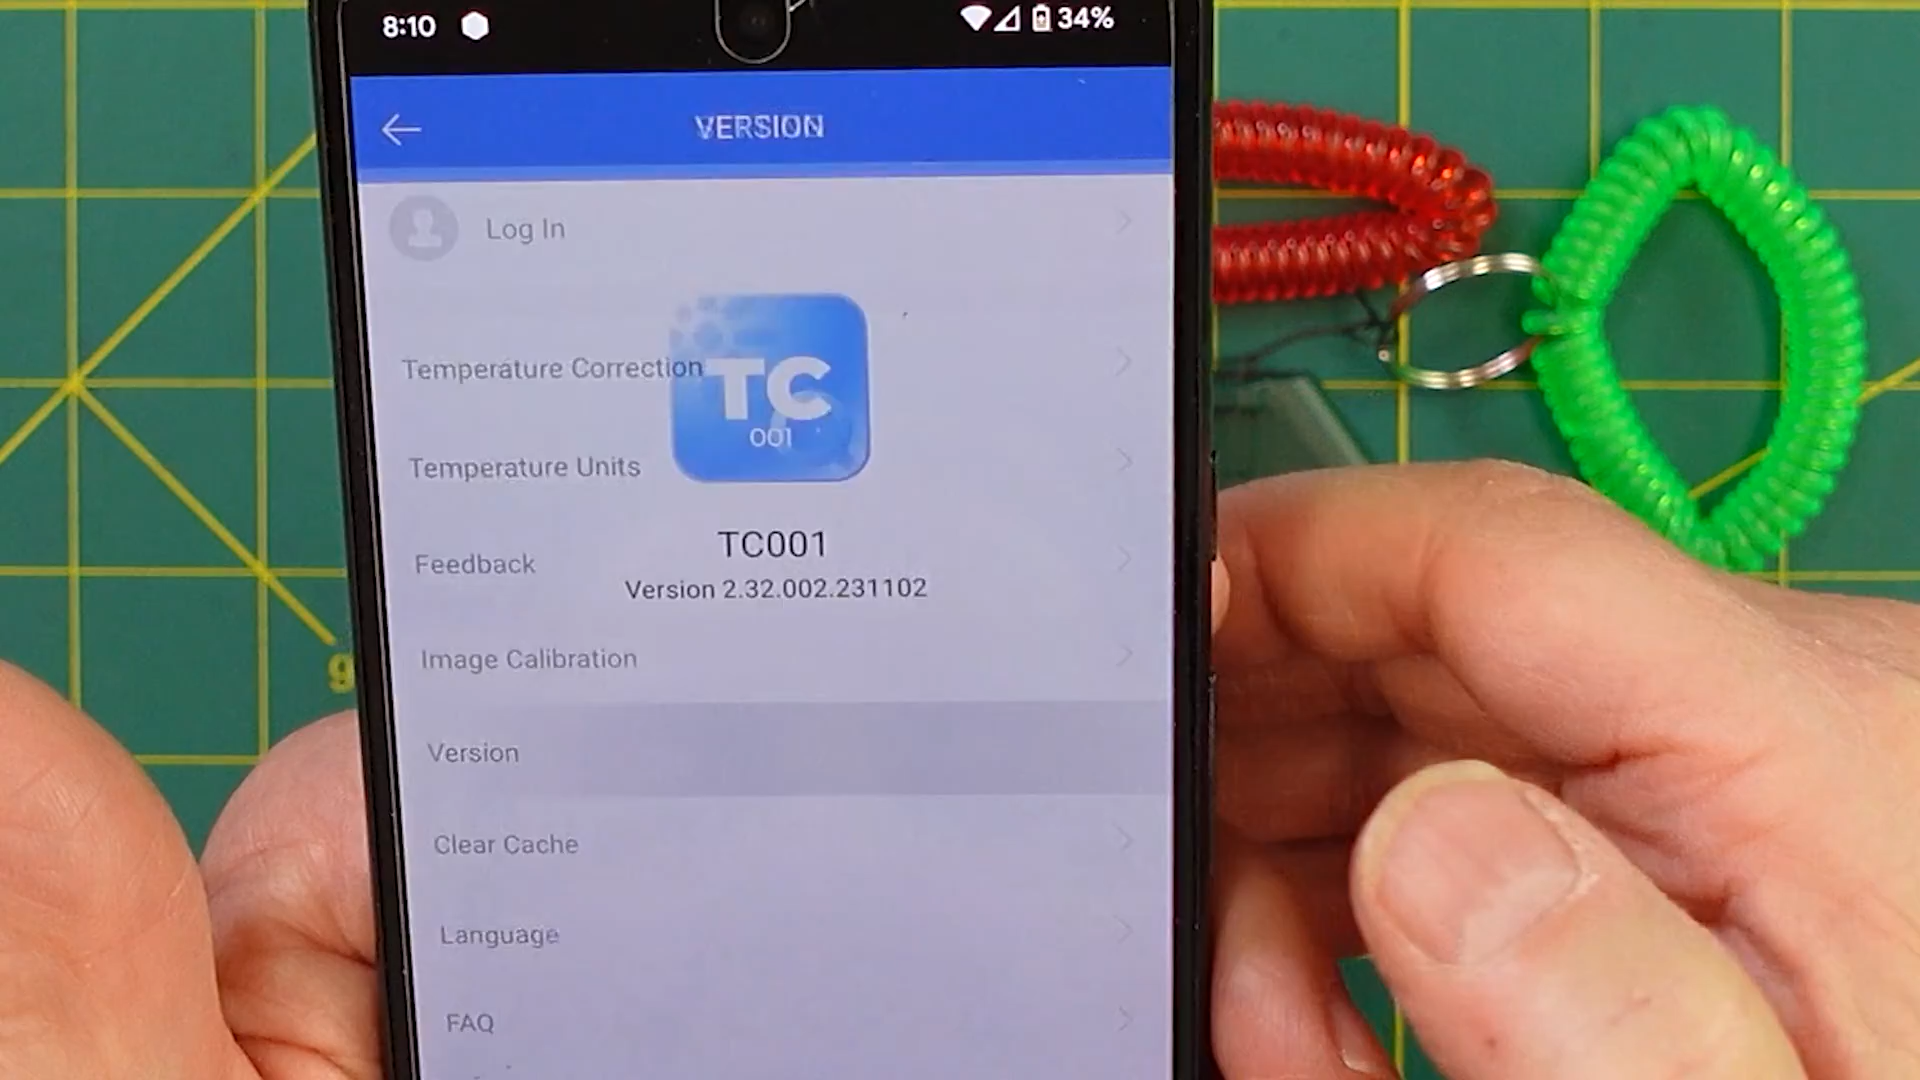 8:10
34%
VERSION
Log In
Temperature Correction
TC
001
Temperature Units
TC001
Feedback
Version 2.32.002.231102
Image Calibration
9
Version
Clear Cache
Language
FAQ